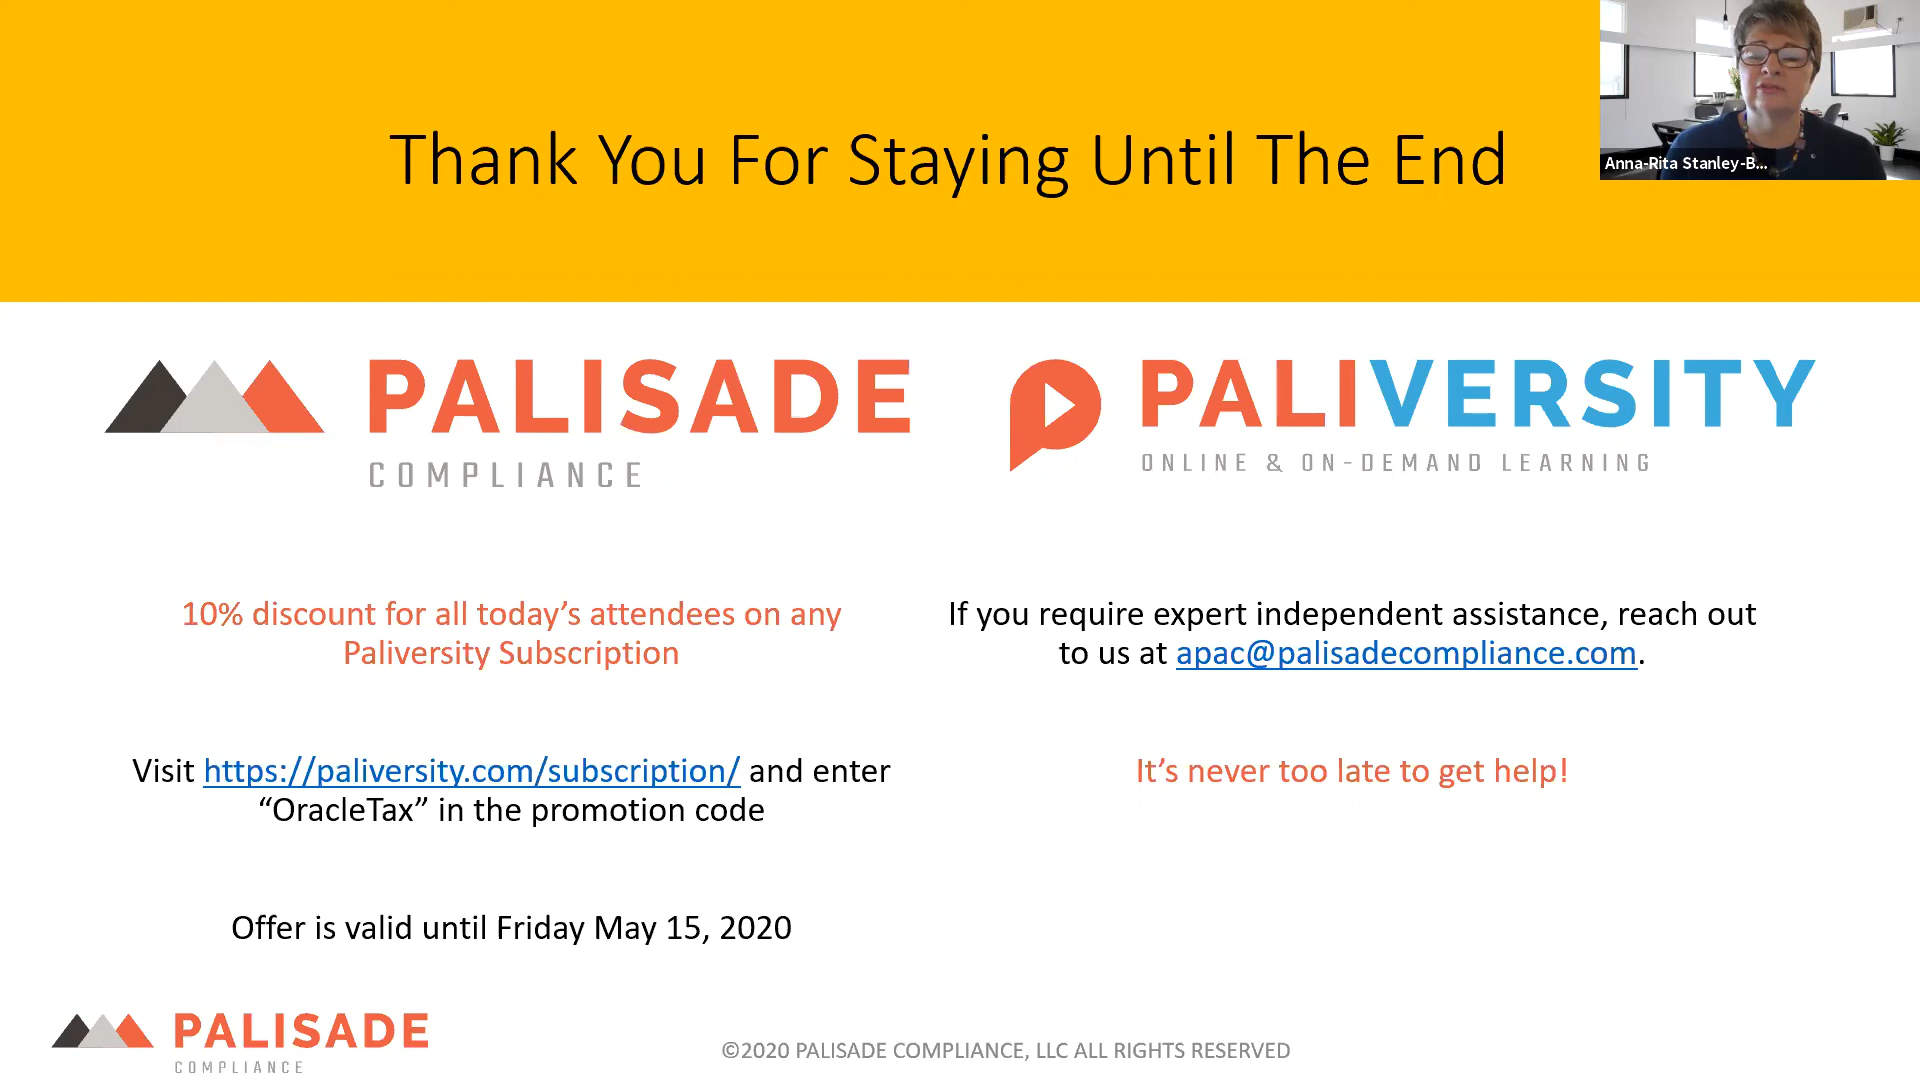 Thank You For Staying Until The End
Anna-Rita Stanley-B...
PALISADE
COMPLIANCE
PALIVERSITY
ONLINE & ON-DEMAND LEARNING
10% discount for all today’s attendees on any
Paliversity Subscription
Visit https://paliversity.com/subscription/ and enter
“OracleTax” in the promotion code
Offer is valid until Friday May 15, 2020
If you require expert independent assistance, reach out
to us at apac@palisadecompliance.com.
It’s never too late to get help!
PALISADE
COMPLIANCE
©2020 PALISADE COMPLIANCE, LLC ALL RIGHTS RESERVED